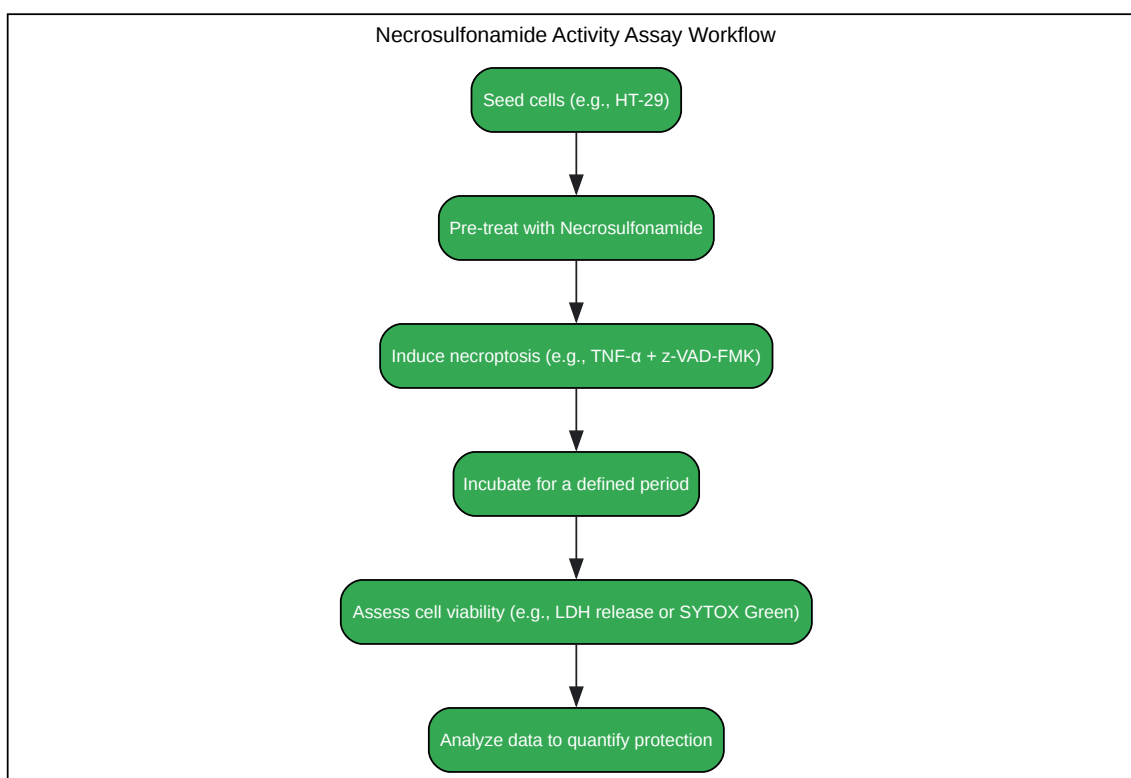 Necrosulfonamide Activity Assay Workflow
Seed cells (e.g., HT-29)
Pre-treat with Necrosulfonamide
Induce necroptosis (e.g., TNF-α + z-VAD-FMK)
Incubate for a defined period
Assess cell viability (e.g., LDH release or SYTOX Green)
Analyze data to quantify protection